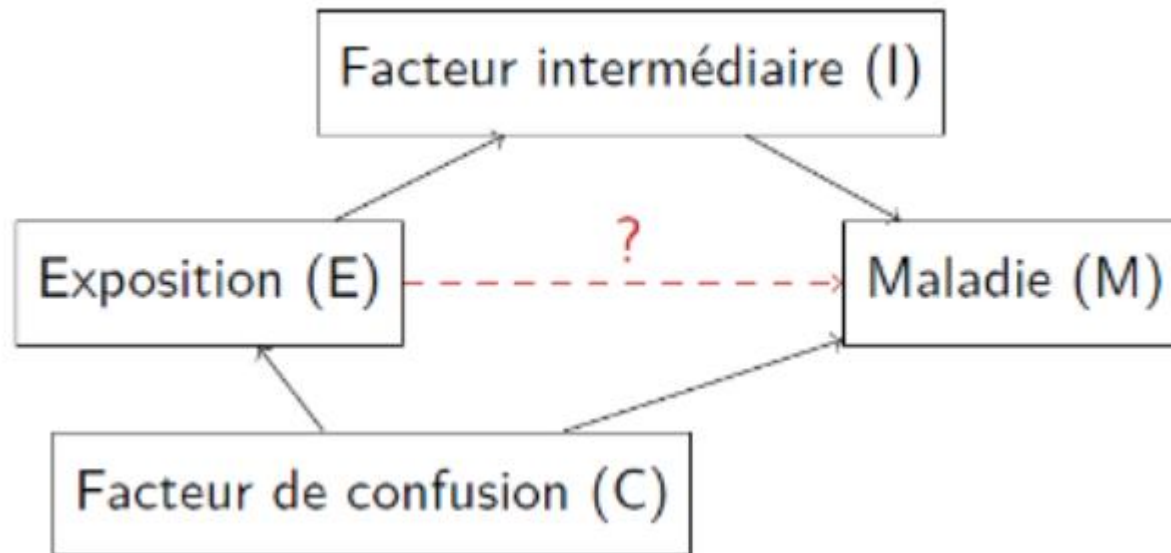 Facteur intermédiaire (I)
?
Exposition (E)
Maladie (M)
Facteur de confusion (C)